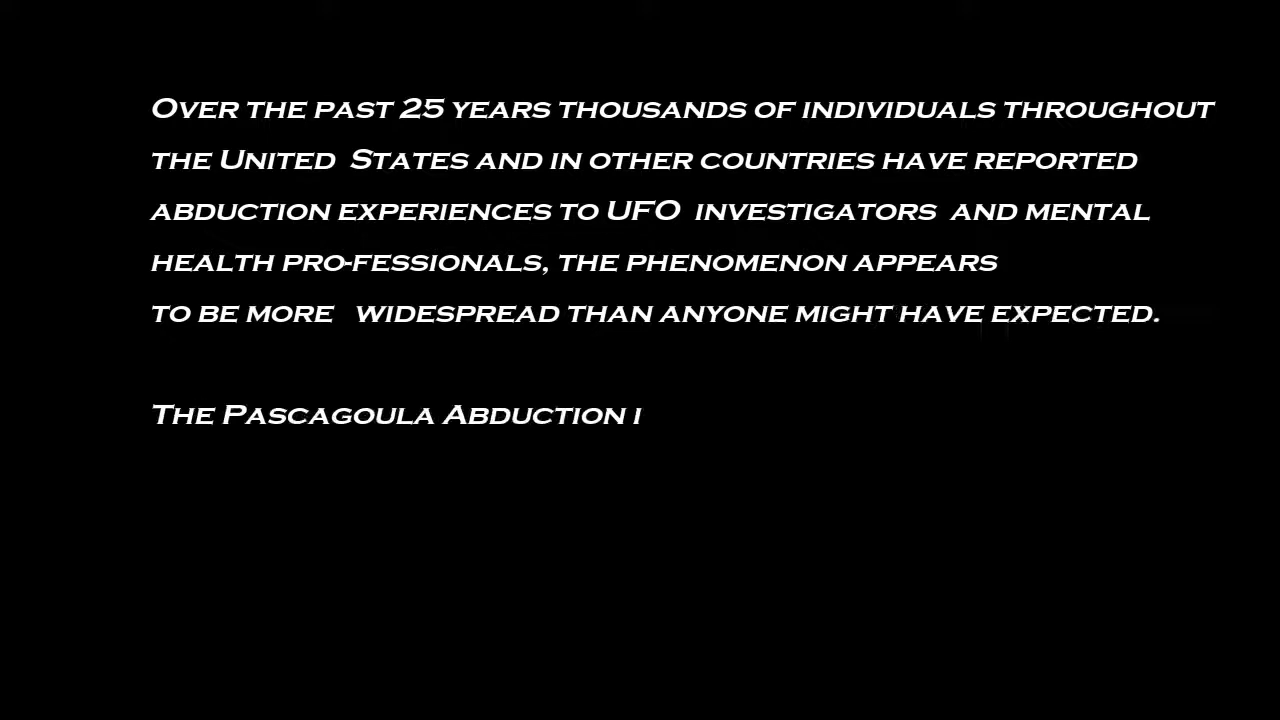 Over the past 25 years thousands of individuals throughout
the United States and in other countries have reported
abduction experiences to UFO investigators and mental
health pro-fessionals, the phenomenon appears
to be more widespread than anyone might have expected.
The Pascagoula Abduction i